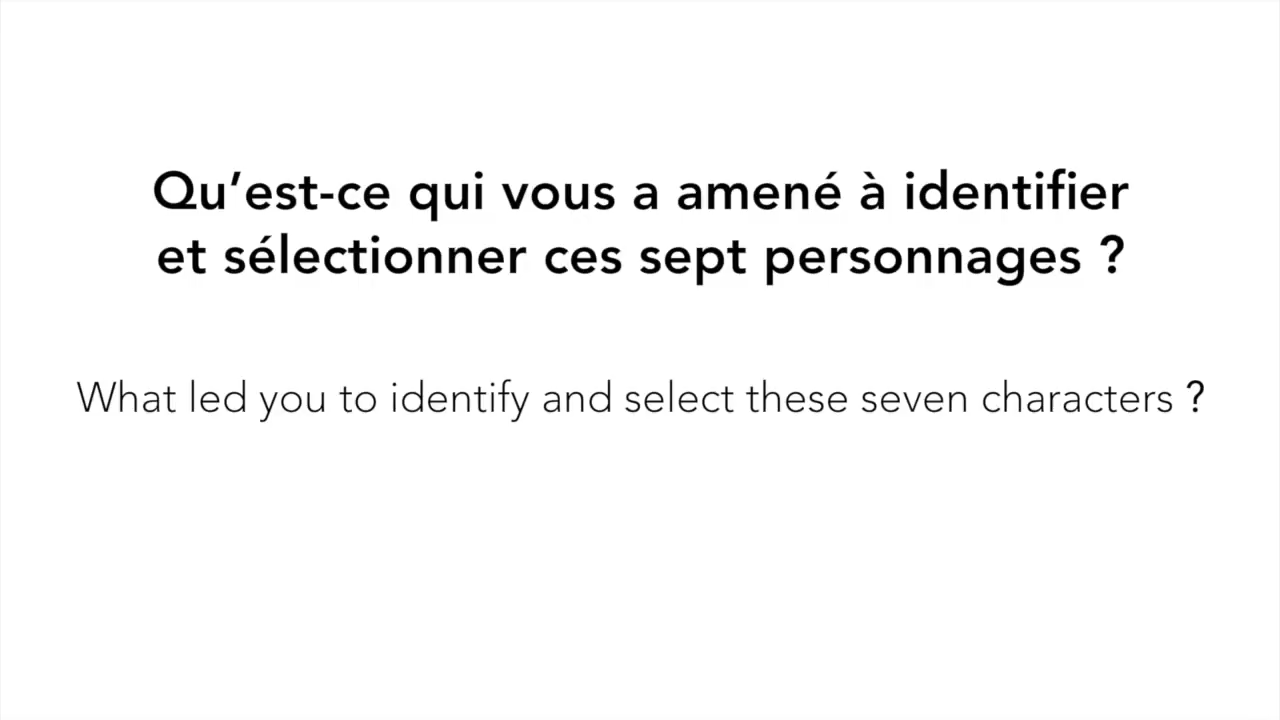 Qu’est-ce qui vous a amené à identifier
et sélectionner ces sept personnages ?
What led you to identify and select these seven characters ?